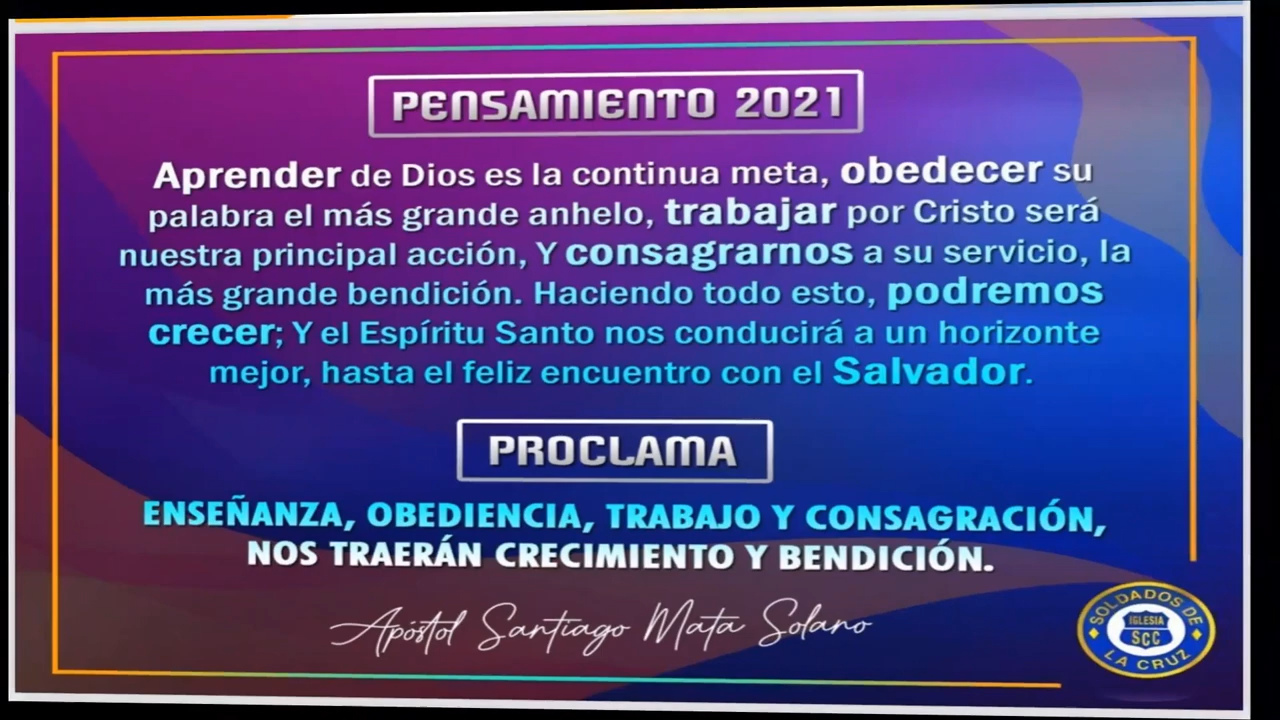 PENSAMIENTO 2021
Aprender de Dios es la continua meta, obedecer su
palabra el más grande anhelo, trabajar por Cristo será
nuestra principal acción, Y consagrarnos a su servicio, la
más grande bendición. Haciendo todo esto, podremos
crecer; Y el Espíritu Santo nos conducirá a un horizonte
mejor, hasta el feliz encuentro con el Salvador.
PROCLAMA
ENSEÑANZA, OBEDIENCIA, TRABAJO Y CONSAGRACIÓN,
NOS TRAERÁN CRECIMIENTO Y BENDICIÓN.
Apóstol Santiago Mata Solano
SOLDADOS DE
IGLESIA
SCC
LA CRUZ